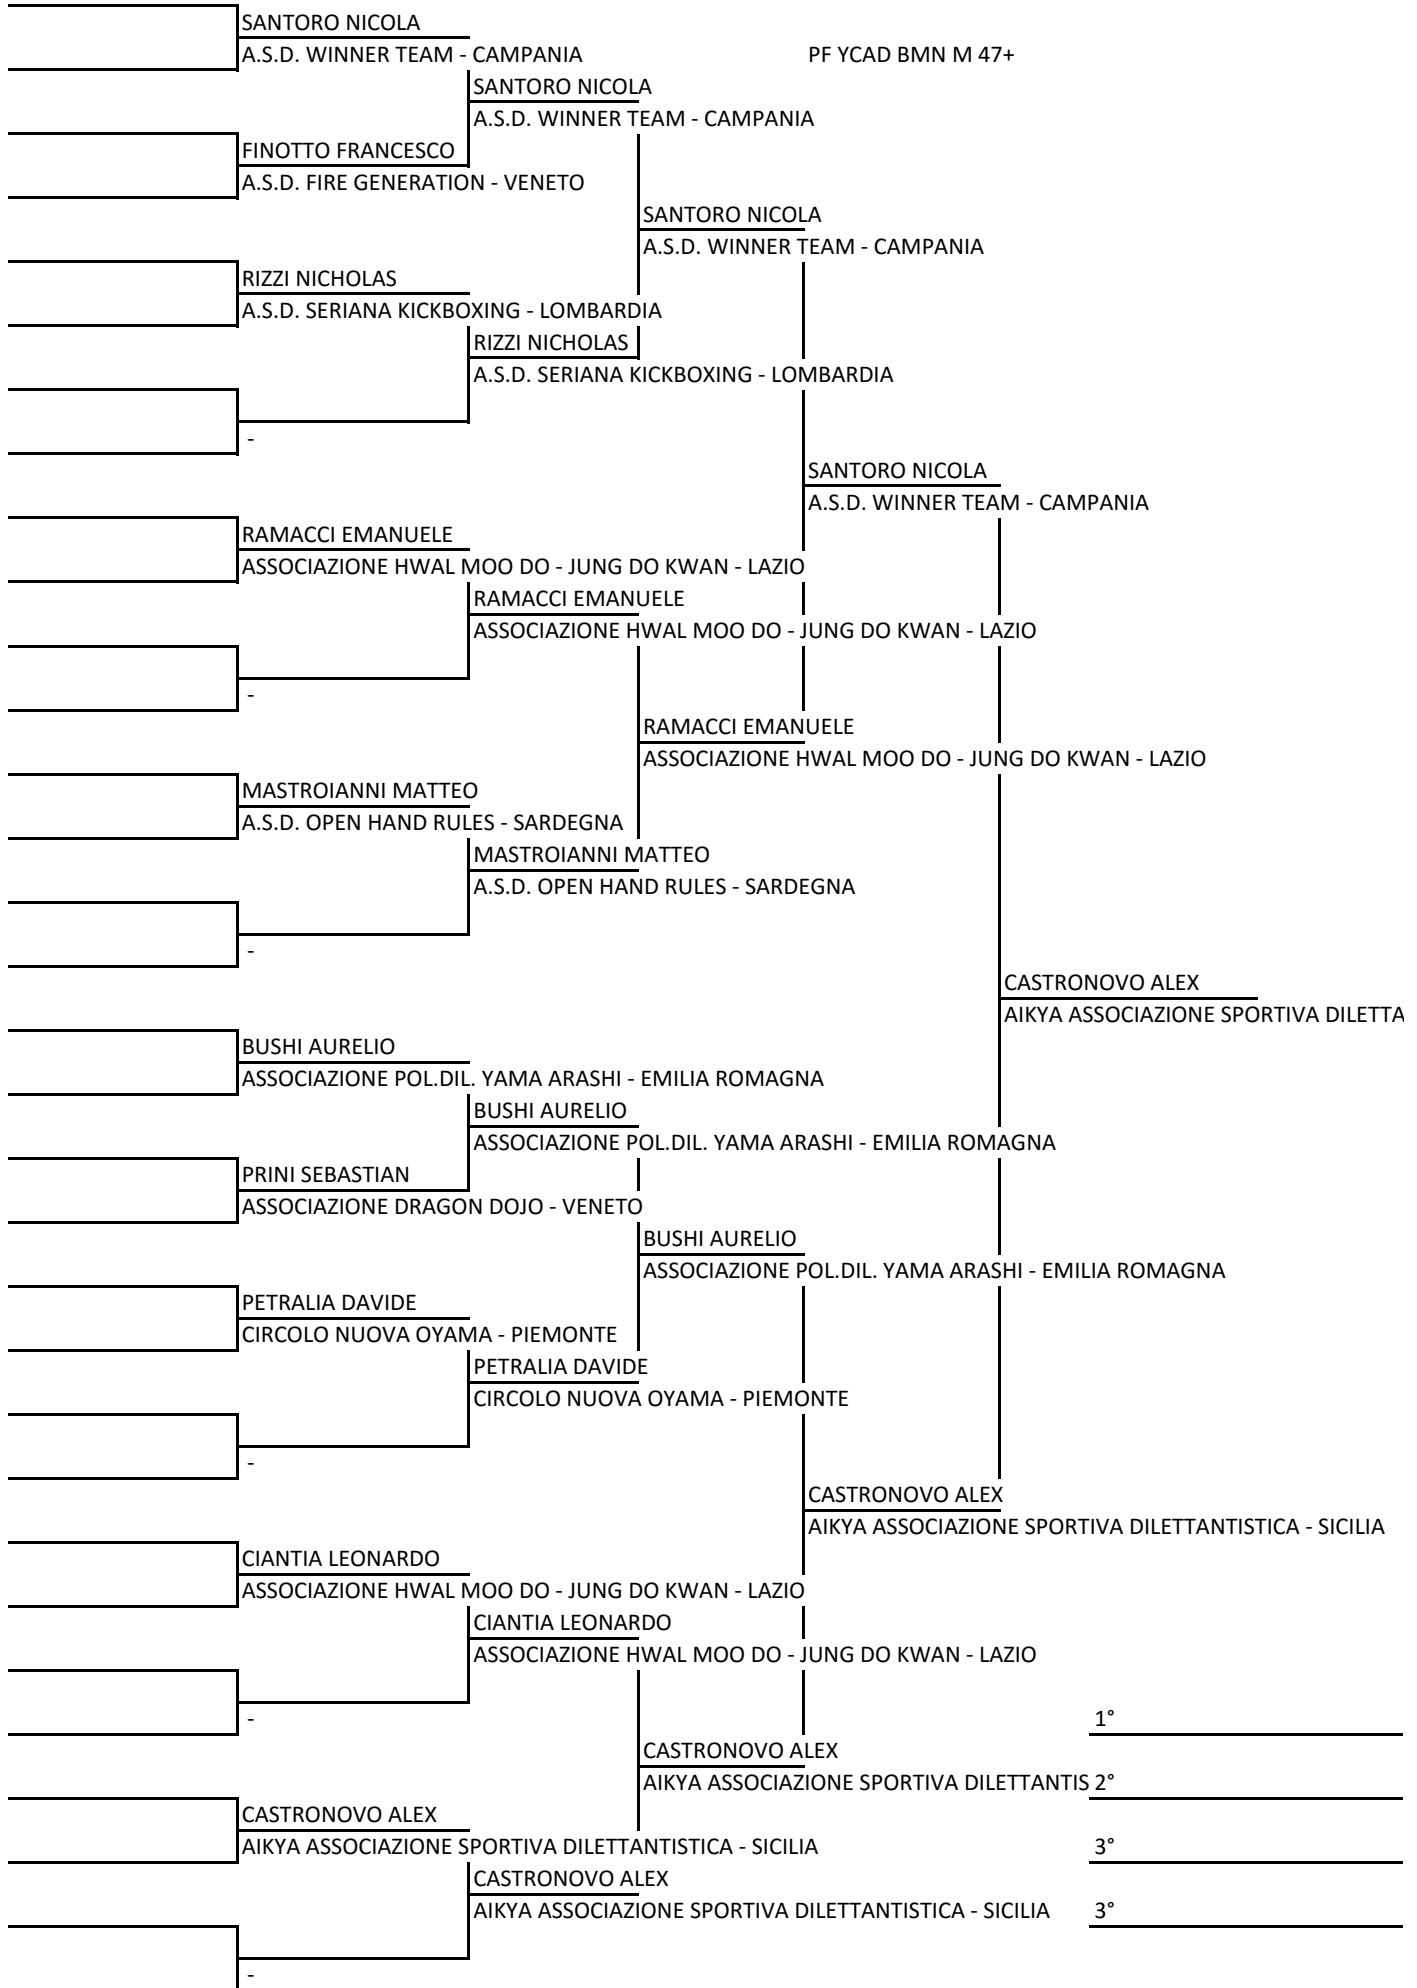 SANTORO NICOLA
A.S.D. WINNER TEAM - CAMPANIA
PF YCAD BMN M 47+
SANTORO NICOLA
A.S.D. WINNER TEAM - CAMPANIA
FINOTTO FRANCESCO
A.S.D. FIRE GENERATION - VENETO
SANTORO NICOLA
A.S.D. WINNER TEAM - CAMPANIA
RIZZI NICHOLAS
A.S.D. SERIANA KICKBOXING - LOMBARDIA
RIZZI NICHOLAS
A.S.D. SERIANA KICKBOXING - LOMBARDIA
-
SANTORO NICOLA
A.S.D. WINNER TEAM - CAMPANIA
RAMACCI EMANUELE
ASSOCIAZIONE HWAL MOO DO - JUNG DO KWAN - LAZIO
RAMACCI EMANUELE
ASSOCIAZIONE HWAL MOO DO - JUNG DO KWAN - LAZIO
-
RAMACCI EMANUELE
ASSOCIAZIONE HWAL MOO DO - JUNG DO KWAN - LAZIO
MASTROIANNI MATTEO
A.S.D. OPEN HAND RULES - SARDEGNA
MASTROIANNI MATTEO
A.S.D. OPEN HAND RULES - SARDEGNA
-
CASTRONOVO ALEX
AIKYA ASSOCIAZIONE SPORTIVA DILETTA
BUSHI AURELIO
ASSOCIAZIONE POL.DIL. YAMA ARASHI - EMILIA ROMAGNA
BUSHI AURELIO
ASSOCIAZIONE POL.DIL. YAMA ARASHI - EMILIA ROMAGNA
PRINI SEBASTIAN
ASSOCIAZIONE DRAGON DOJO - VENETO
BUSHI AURELIO
ASSOCIAZIONE POL.DIL. YAMA ARASHI - EMILIA ROMAGNA
PETRALIA DAVIDE
CIRCOLO NUOVA OYAMA - PIEMONTE
PETRALIA DAVIDE
CIRCOLO NUOVA OYAMA - PIEMONTE
-
CASTRONOVO ALEX
AIKYA ASSOCIAZIONE SPORTIVA DILETTANTISTICA - SICILIA
CIANTIA LEONARDO
ASSOCIAZIONE HWAL MOO DO - JUNG DO KWAN - LAZIO
CIANTIA LEONARDO
ASSOCIAZIONE HWAL MOO DO - JUNG DO KWAN - LAZIO
-
1°
CASTRONOVO ALEX
AIKYA ASSOCIAZIONE SPORTIVA DILETTANTIS 2°
CASTRONOVO ALEX
AIKYA ASSOCIAZIONE SPORTIVA DILETTANTISTICA - SICILIA
3°
CASTRONOVO ALEX
AIKYA ASSOCIAZIONE SPORTIVA DILETTANTISTICA - SICILIA
3°
-